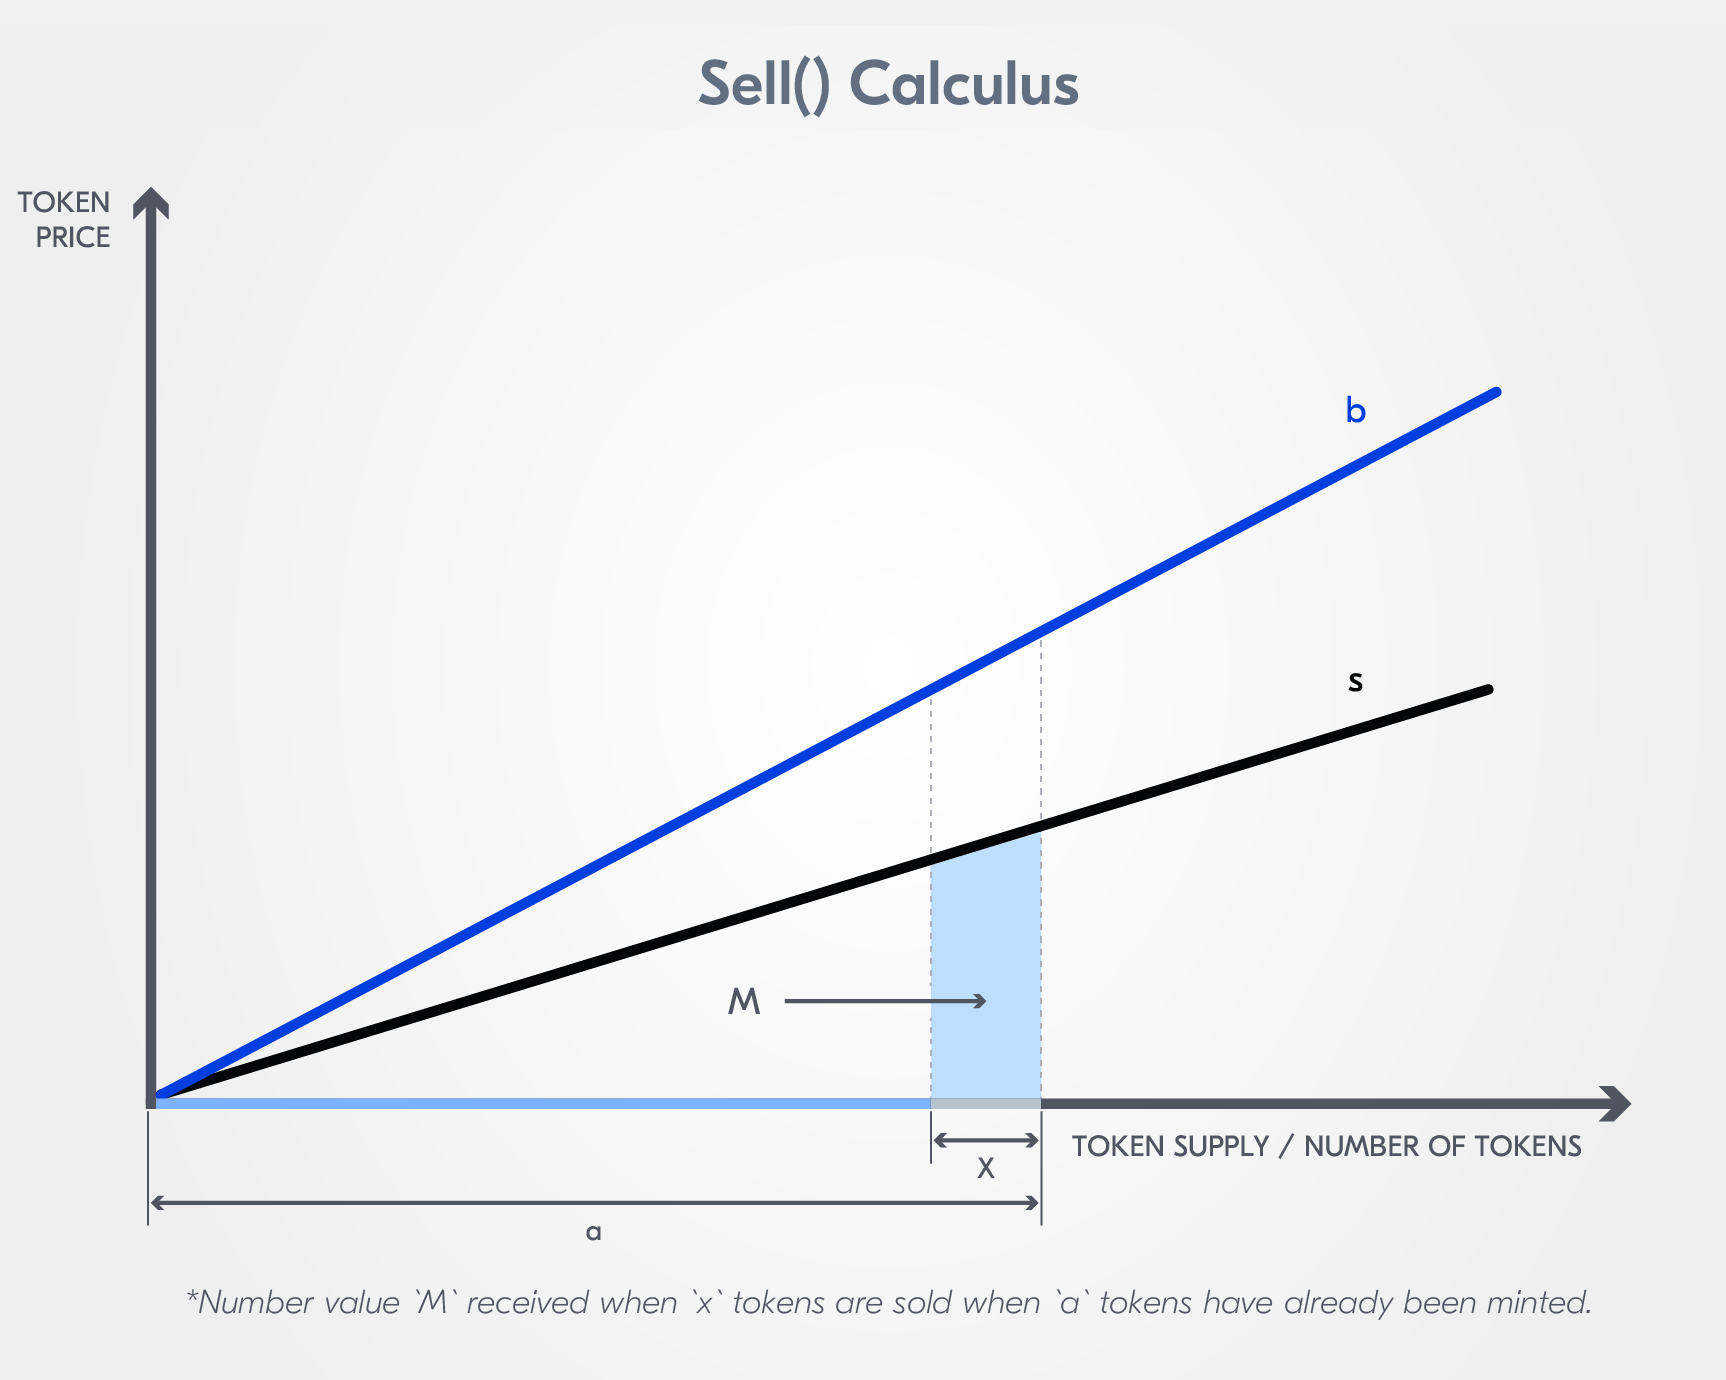 Sell() Calculus
TOKEN
PRICE
b
s
M
TOKEN SUPPLY / NUMBER OF TOKENS
X
a
*Number value `M` received when `x` tokens are sold when `a` tokens have already been minted.